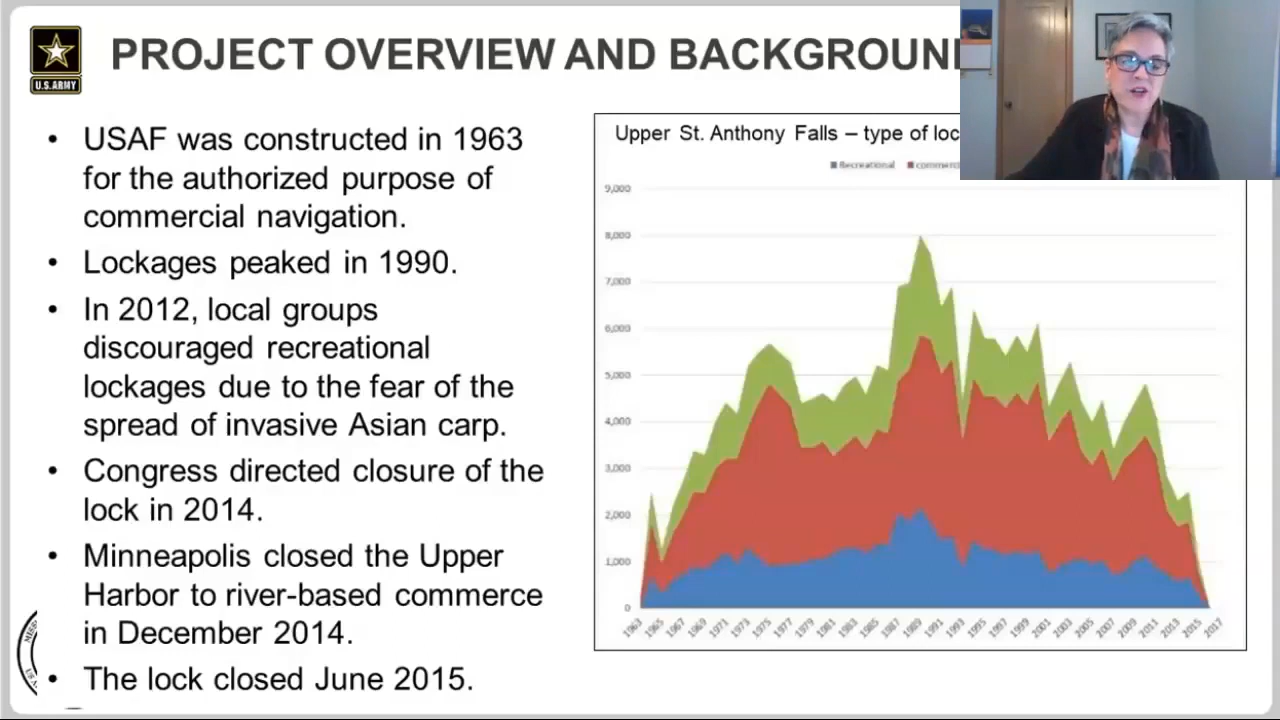 U.S. ARMY
PROJECT OVERVIEW AND BACKGROUND
• USAF was constructed in 1963
for the authorized purpose of
commercial navigation.
• Lockages peaked in 1990.
• In 2012, local groups
discouraged recreational
lockages due to the fear of the
spread of invasive Asian carp.
• Congress directed closure of the
lock in 2014.
• Minneapolis closed the Upper
Harbor to river-based commerce
in December 2014.
• The lock closed June 2015.
Upper St. Anthony Falls – type of loc
Recreational commerc
9,000
8,000
7,000
6,000
5,000
4,000
3,000
2,000
1,000
0
1963 1965 1967 1969 1971 1973 1975 1977 1979 1981 1983 1985 1987 1989 1991 1993 1995 1997 1999 2001 2003 2005 2007 2009 2011 2013 2015 2017